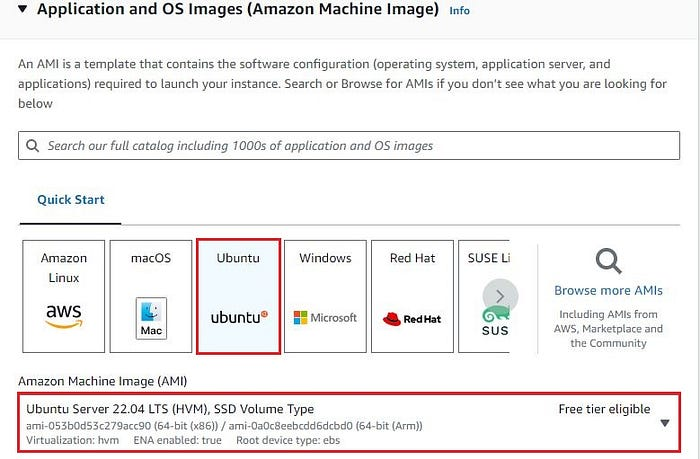 Application and OS Images (Amazon Machine Image) Info
An AMI is a template that contains the software configuration (operating system, application server, and
applications) required to launch your instance. Search or Browse for AMIs if you don't see what you are looking for
below
Search our full catalog including 1000s of application and OS images
Quick Start
Amazon
Linux
aws
macOS
Mac
Ubuntu
ubuntu
Windows
Microsoft
Red Hat
Red Hat
SUSE Li
SUS
Browse more AMIs
Including AMIs from
AWS, Marketplace and
the Community
Amazon Machine Image (AMI)
Ubuntu Server 22.04 LTS (HVM), SSD Volume Type
Free tier eligible
ami-053b0d53c279acc90 (64-bit (x86)) / ami-0a0c8eebcdd6dcbd0 (64-bit (Arm))
Virtualization: hvm ENA enabled: true Root device type: ebs